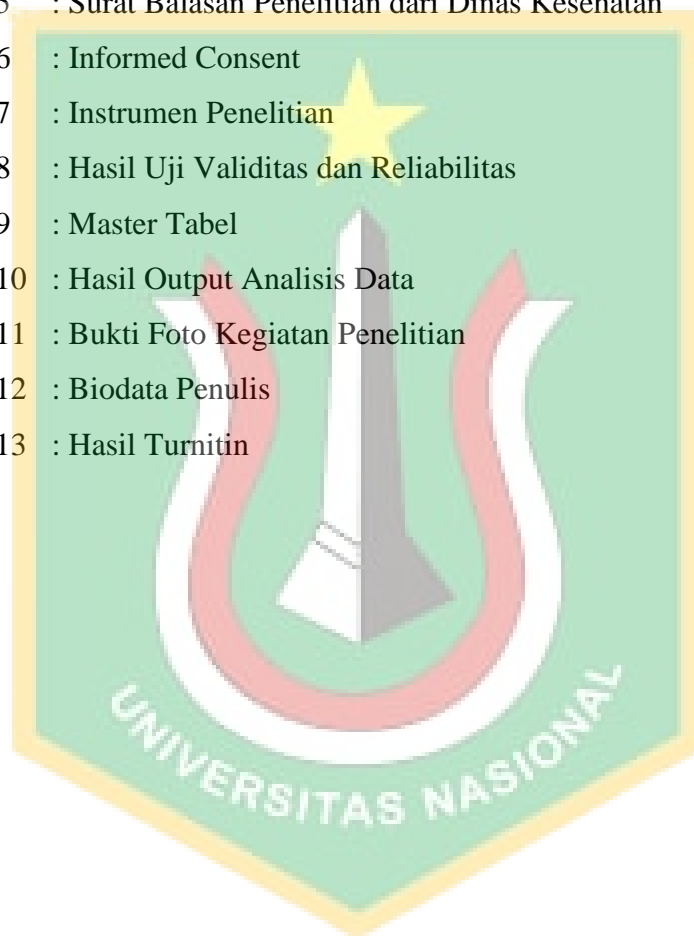 5 : Surat Balasan Penelitian dari Dinas Kesehatan
6 : Informed Consent
7 : Instrumen Penelitian
8 : Hasil Uji Validitas dan Reliabilitas
9 : Master Tabel
10 : Hasil Output Analisis Data
11 : Bukti Foto Kegiatan Penelitian
12 : Biodata Penulis
13 : Hasil Turnitin
UNIVERSITAS NASIONAL